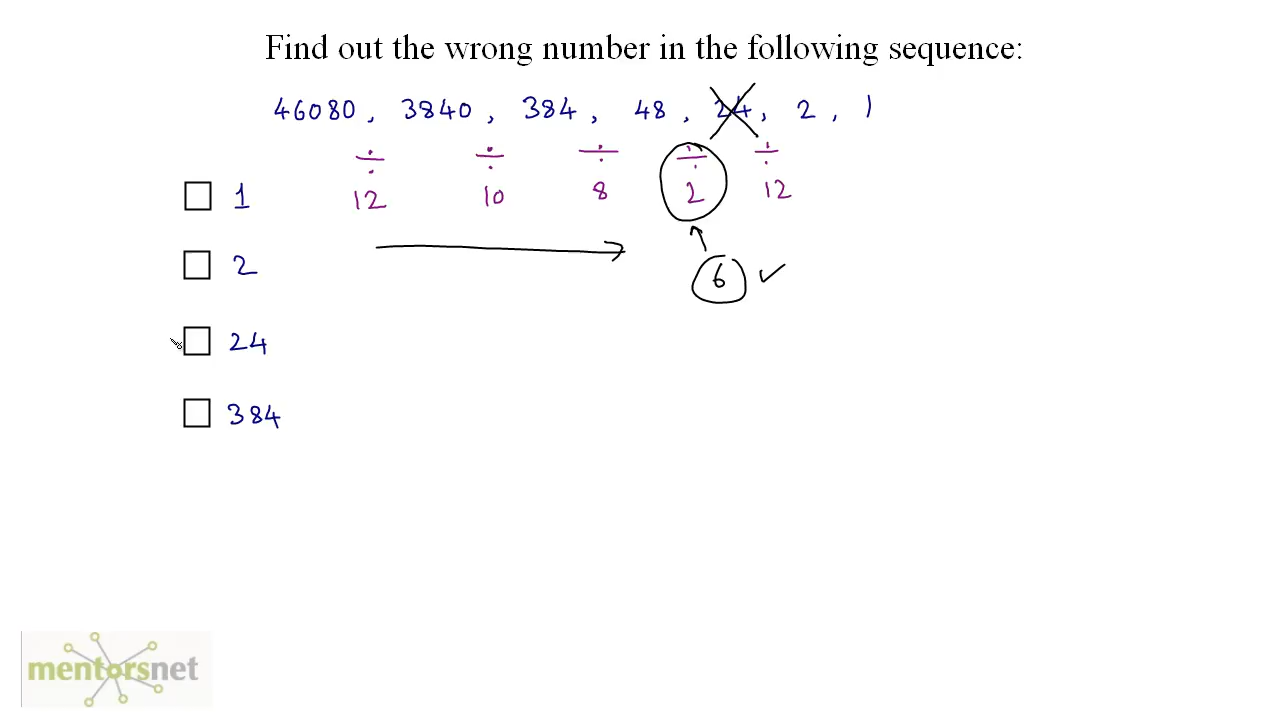 Find out the wrong number in the following sequence:
46080 , 3840 , 384 , 48 , 24 , 2 , 1
÷ ÷ ÷ ÷ ÷
12 10 8 2 12
1
2
6 ✓
24
384
mentorsnet